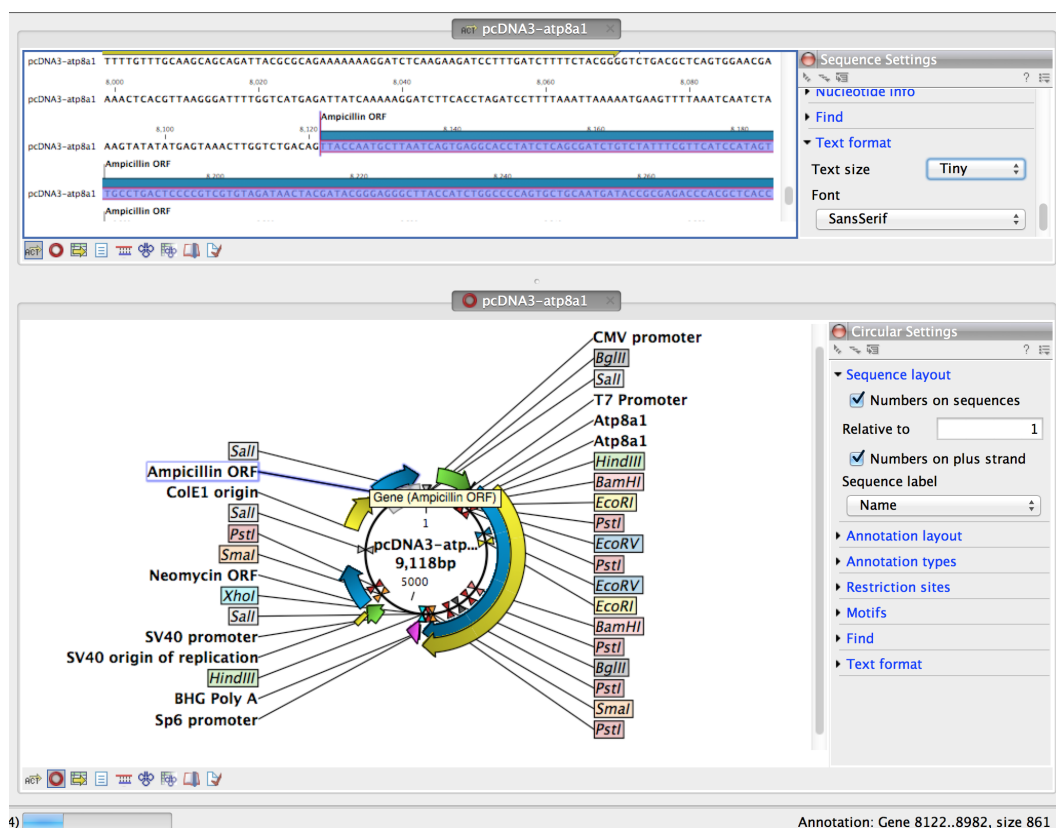 pcDNA3-atp8a1
pcDNA3-atp8a1 TTTTGTTTGCAAGCAGCAGATTACGCGCAGAAAAAAAGGATCTCAAGAAGATCCTTTGATCTTTTCTACGGGGTCTGACGCTCAGTGGAACGA
8,000 8,020 8,040 8,060 8,080
pcDNA3-atp8a1 AAACTCACGTTAAGGGATTTTGGTCATGAGATTATCAAAAAGGATCTTCACCTAGATCCTTTTAAATTAAAAATGAAGTTTTAAATCAATCTA
Ampicillin ORF
8,100 8,120 8,140 8,160 8,180
pcDNA3-atp8a1 AAGTATATATGAGTAAACTTGGTCTGACAGTTACCAATGCTTAATCAGTGAGGCACCTATCTCAGCGATCTGTCTATTTCGTTCATCCATAGT
Ampicillin ORF
8,200 8,220 8,240 8,260
pcDNA3-atp8a1 TGCCTGACTCCCCGTCGTGTAGATAACTACGATACGGGAGGGCTTACCATCTGGCCCCAGTGCTGCAATGATACCGCGAGACCCACGCTCACC
Ampicillin ORF
Sequence Settings
?
Nucleotide info
Find
Text format
Text size Tiny
Font
SansSerif
pcDNA3-atp8a1
CMV promoter
BglII
SalI
T7 Promoter
Atp8a1
Atp8a1
HindIII
BamHI
EcoRI
PstI
EcoRV
PstI
EcoRV
EcoRI
BamHI
PstI
BglII
PstI
SmaI
PstI
SalI
Ampicillin ORF
ColE1 origin
SalI
PstI
SmaI
Neomycin ORF
XhoI
SalI
SV40 promoter
SV40 origin of replication
HindIII
BHG Poly A
Sp6 promoter
Gene (Ampicillin ORF)
1
pcDNA3-atp...
9,118bp
5000
Circular Settings
?
Sequence layout
Numbers on sequences
Relative to 1
Numbers on plus strand
Sequence label
Name
Annotation layout
Annotation types
Restriction sites
Motifs
Find
Text format
4)
Annotation: Gene 8122..8982, size 861